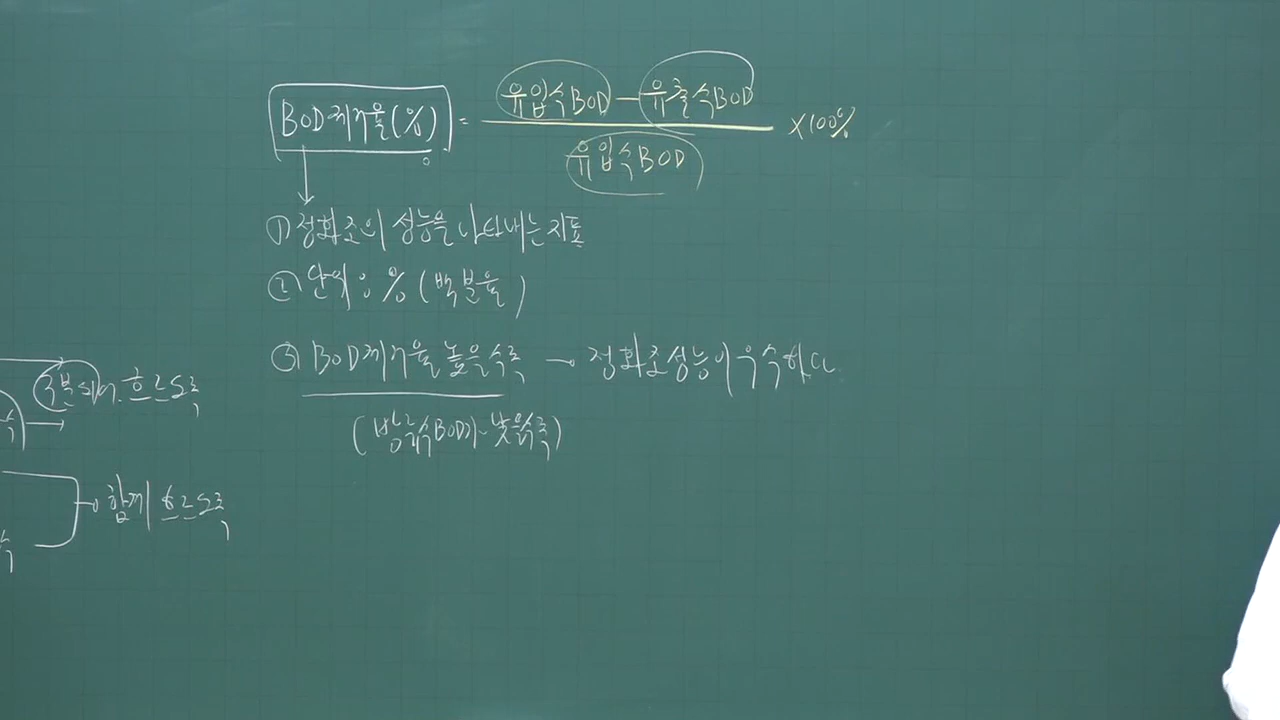 BOD제거율(%) = 유입수BOD - 유출수BOD / 유입수BOD ×100%
① 정화조의 성능을 나타내는 지표
② 단위 : % (백분율)
③ BOD제거율 높을수록 → 정화조성능이 우수하다
(방류수BOD가 낮을수록)
구분되어 흐르도록
함께 흐르도록